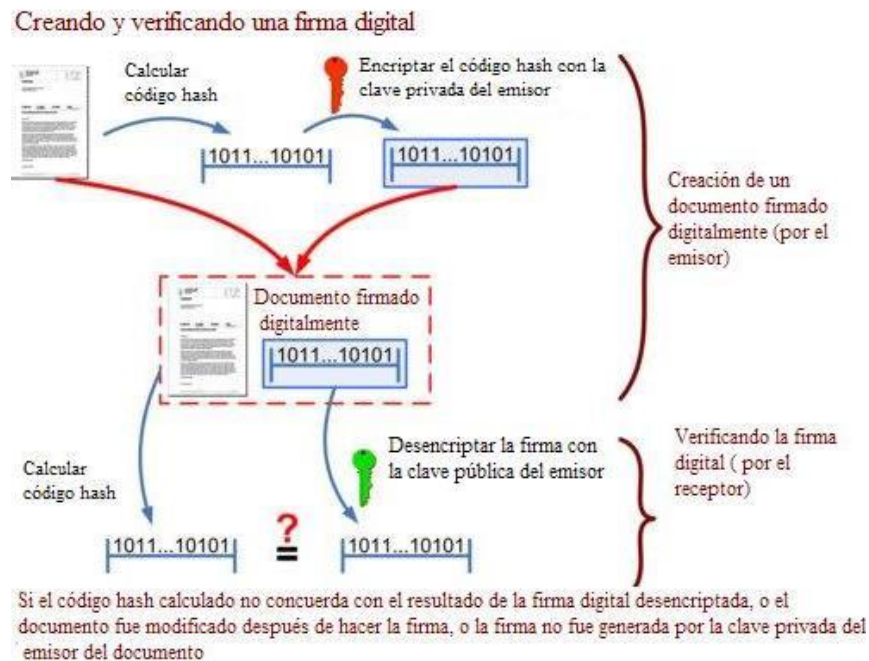 Creando y verificando una firma digital
Calcular
código hash
Encriptar el código hash con la
clave privada del emisor
1011...10101
1011...10101
Creación de un
documento firmado
digitalmente (por el
emisor)
Documento firmado
digitalmente
1011...10101
Calcular
código hash
Desencriptar la firma con
la clave pública del emisor
Verificando la firma
digital ( por el
receptor)
1011...10101
?
=
1011...10101
Si el código hash calculado no concuerda con el resultado de la firma digital desencriptada, o el
documento fue modificado después de hacer la firma, o la firma no fue generada por la clave privada del
emisor del documento